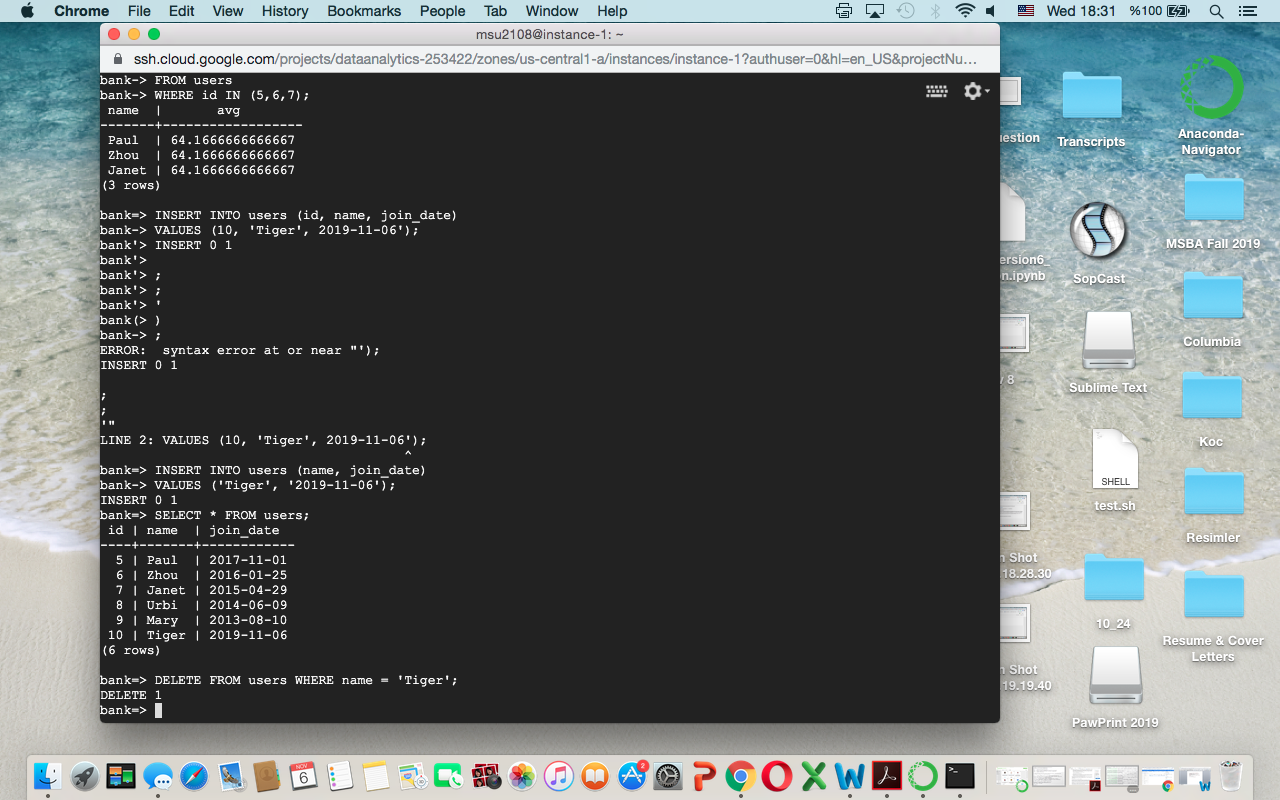 Chrome File Edit View History Bookmarks People Tab Window Help Wed 18:31 %100
msu2108@instance-1: ~
ssh.cloud.google.com/projects/dataanalytics-253422/zones/us-central1-a/instances/instance-1?authuser=0&hl=en_US&projectNu...
bank-> FROM users
bank-> WHERE id IN (5,6,7);
name | avg
-------+------------------
Paul | 64.1666666666667
Zhou | 64.1666666666667
Janet | 64.1666666666667
(3 rows)
bank=> INSERT INTO users (id, name, join_date)
bank-> VALUES (10, 'Tiger', 2019-11-06');
bank'> INSERT 0 1
bank'>
bank'> ;
bank'> ;
bank'> '
bank(> )
bank-> ;
ERROR:  syntax error at or near "');
INSERT 0 1
;
;
'"
LINE 2: VALUES (10, 'Tiger', 2019-11-06');
^
bank=> INSERT INTO users (name, join_date)
bank-> VALUES ('Tiger', '2019-11-06');
INSERT 0 1
bank=> SELECT * FROM users;
id | name | join_date
----+-------+------------
5 | Paul | 2017-11-01
6 | Zhou | 2016-01-25
7 | Janet | 2015-04-29
8 | Urbi | 2014-06-09
9 | Mary | 2013-08-10
10 | Tiger | 2019-11-06
(6 rows)
bank=> DELETE FROM users WHERE name = 'Tiger';
DELETE 1
bank=>
estion
Transcripts
Anaconda-
Navigator
ersion6_
n.ipynb
SopCast
MSBA Fall 2019
Columbia
v 8
Sublime Text
Koc
SHELL
test.sh
Resimler
n Shot
18.28.30
10_24
Resume & Cover
Letters
n Shot
19.19.40
PawPrint 2019
NOV
6
2